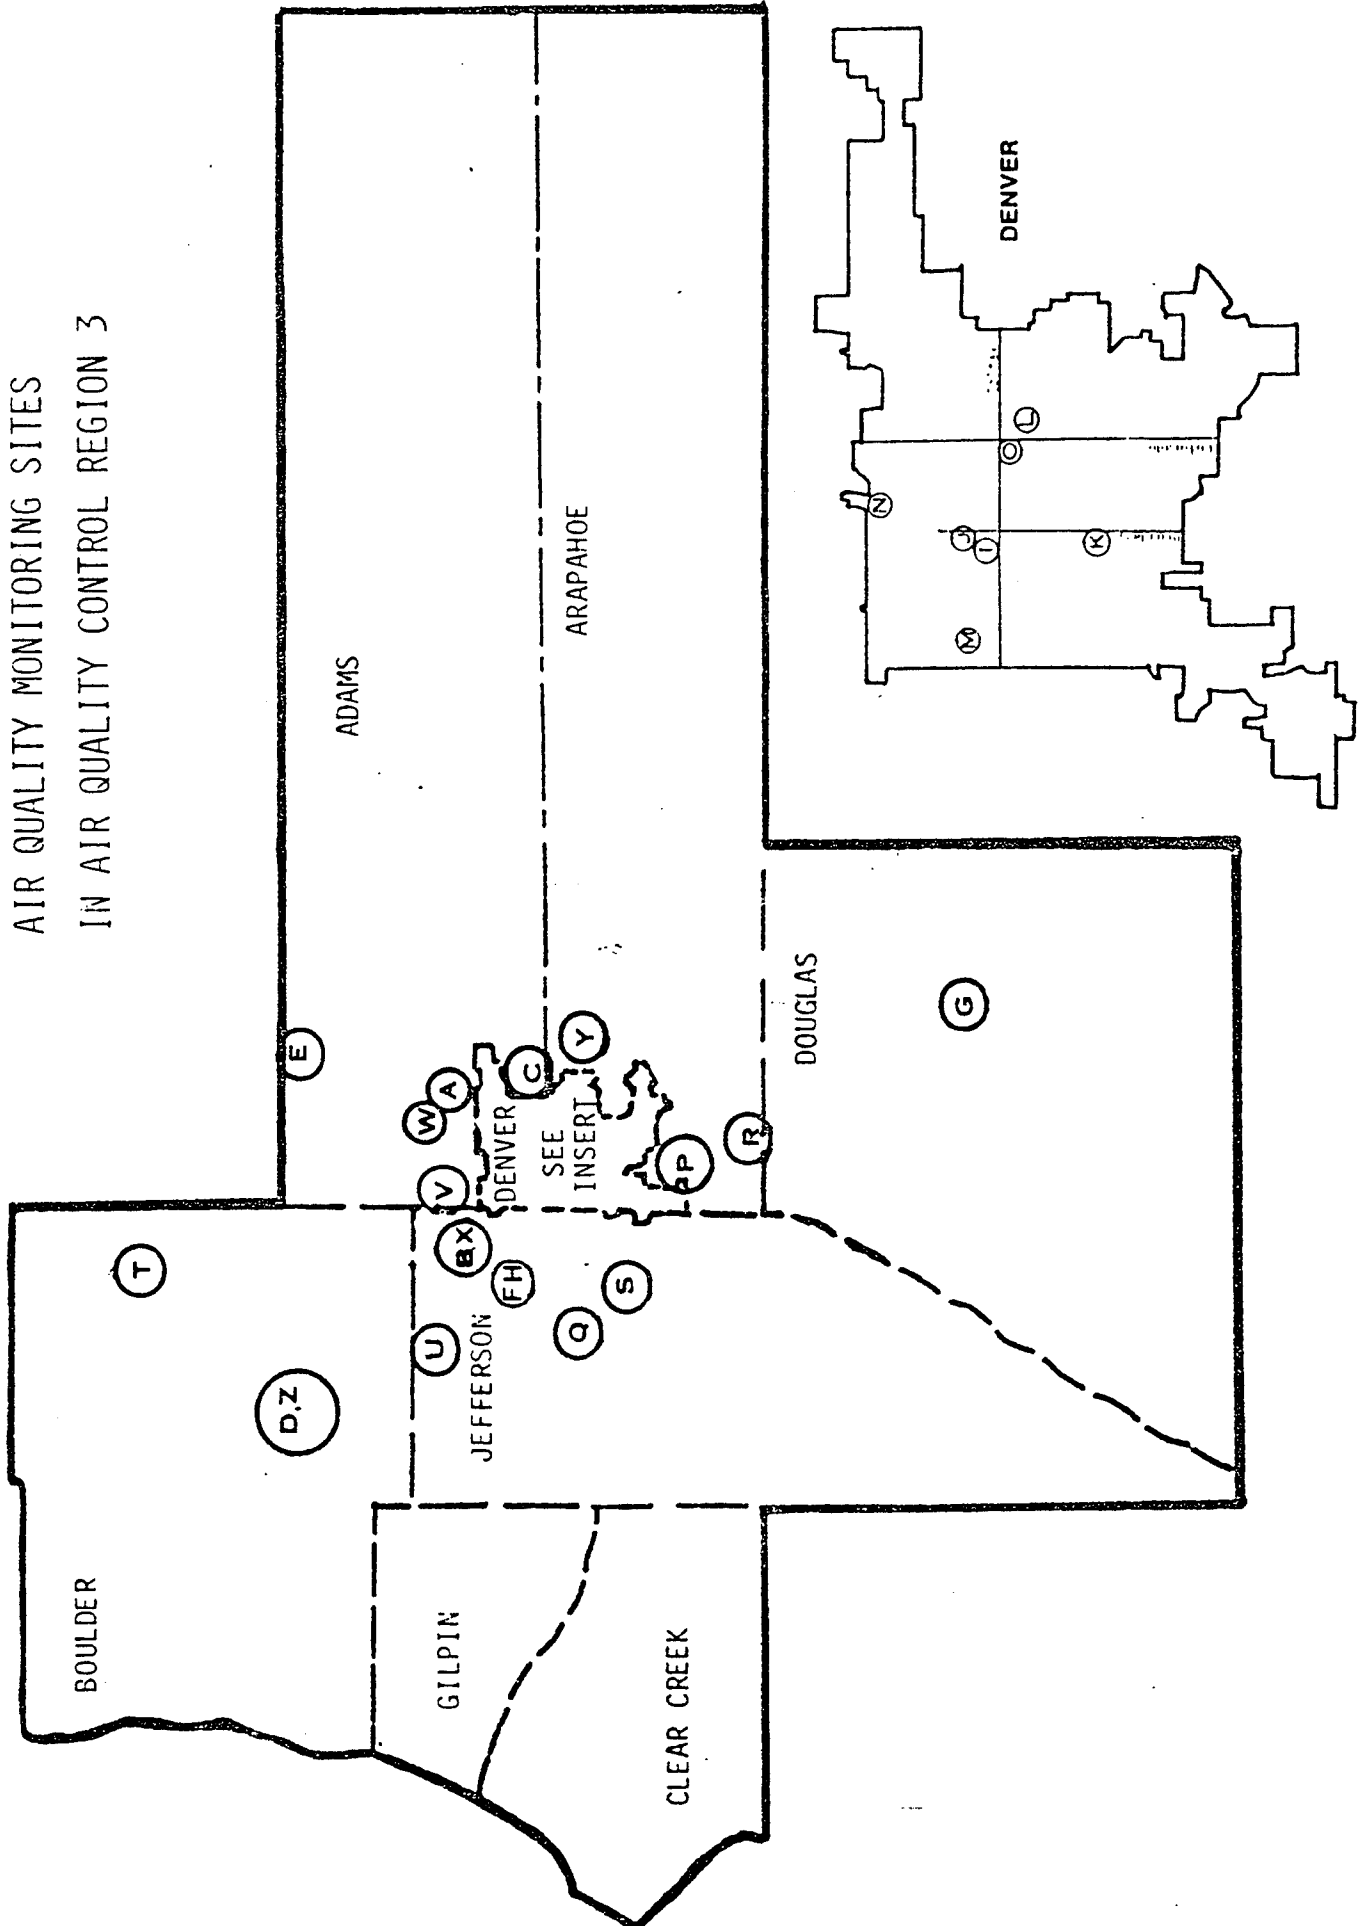 AIR QUALITY MONITORING SITES
IN AIR QUALITY CONTROL REGION 3
BOULDER
T
D,Z
E
ADAMS
GILPIN
U
V
W
A
JEFFERSON
B,X
FH
DENVER
C
SEE
INSERT
Y
ARAPAHOE
Q
S
P
R
CLEAR CREEK
DOUGLAS
G
N
M
J
I
O
L
K
DENVER